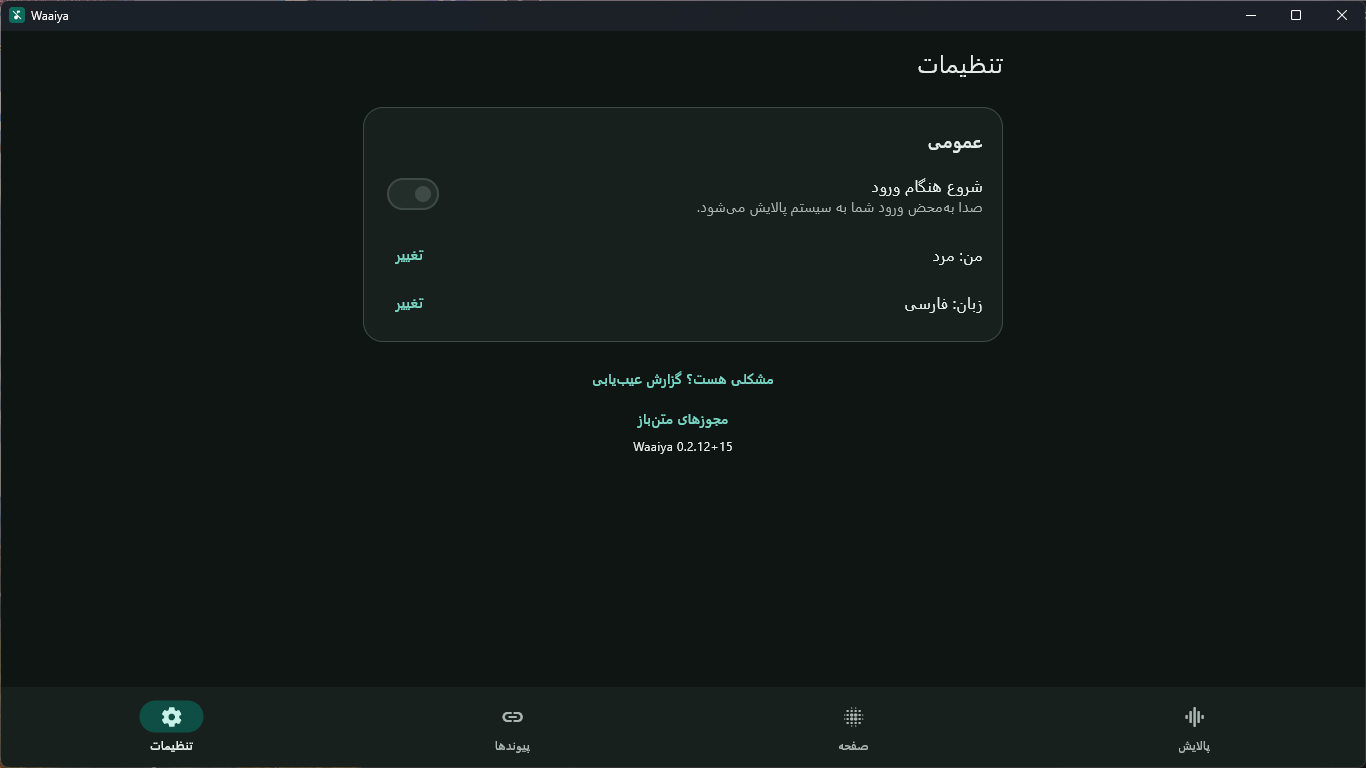 Waaiya
تنظیمات
عمومی
شروع هنگام ورود
صدا به‌محض ورود شما به سیستم پالایش می‌شود.
من: مرد
تغییر
زبان: فارسی
تغییر
مشکلی هست؟ گزارش عیب‌یابی
مجوزهای متن‌باز
Waaiya 0.2.12+15
پالایش
صفحه
پیوندها
تنظیمات